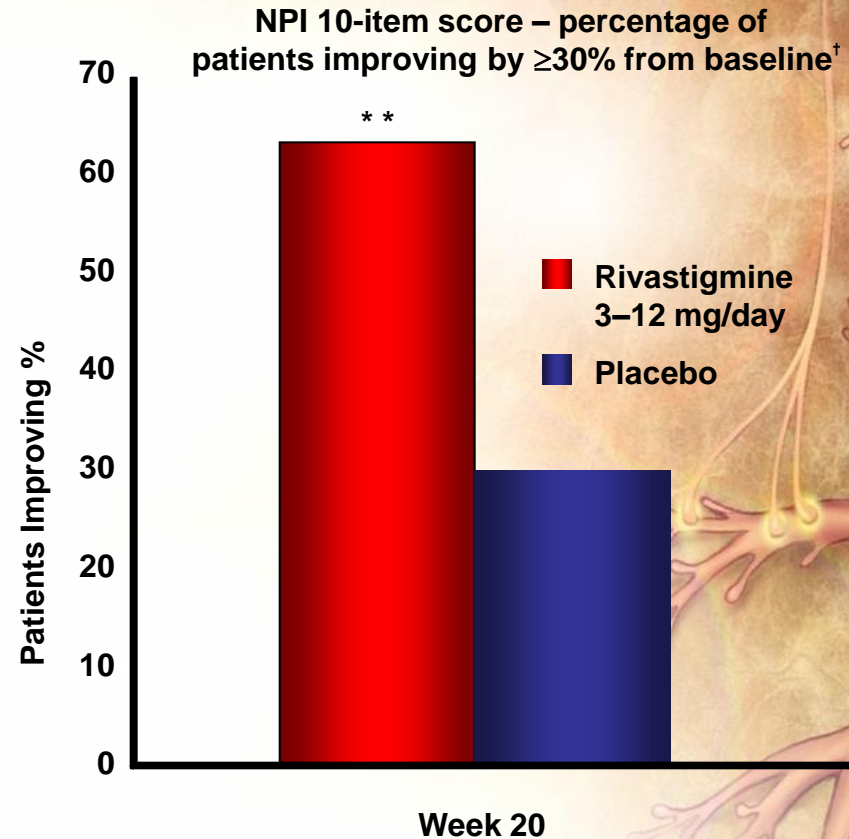 NPI 10-item score – percentage of
patients improving by ≥30% from baseline†
70
60
50
40
30
20
10
0
Patients Improving %
* *
Rivastigmine
3–12 mg/day
Placebo
Week 20